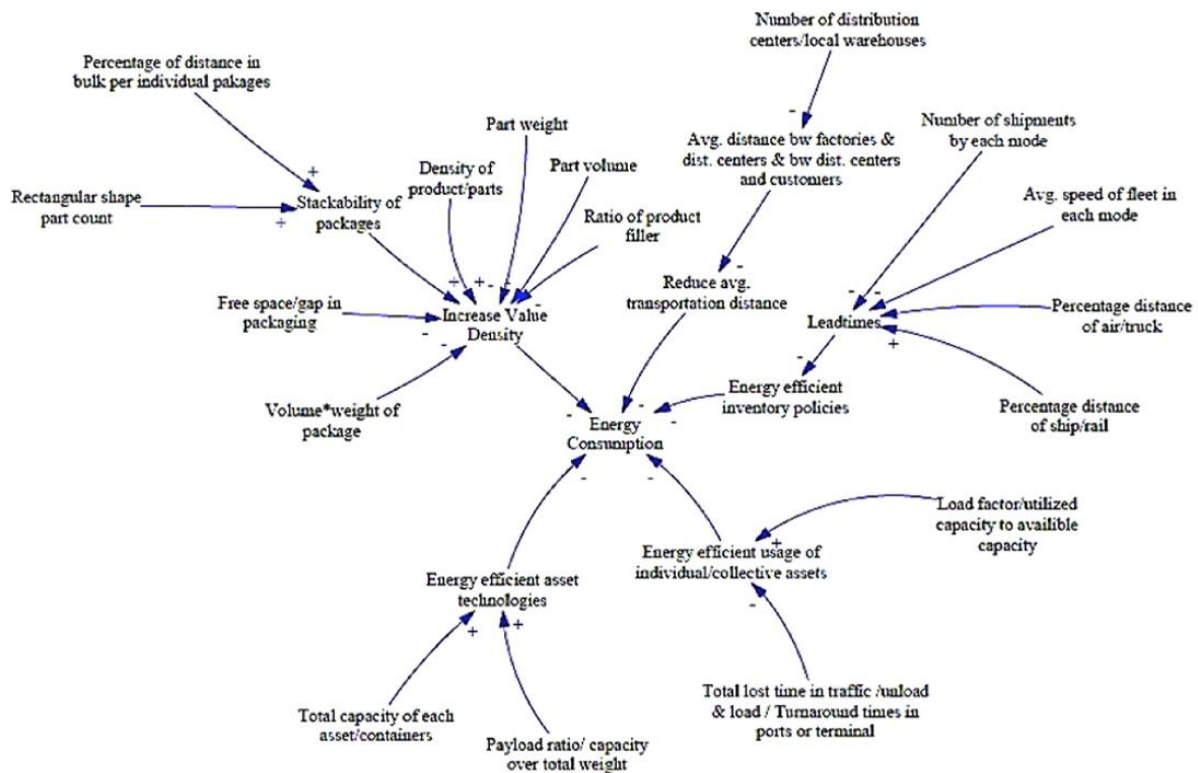 Number of distribution
centers/local warehouses
Percentage of distance in
bulk per individual pakages
Part weight
Number of shipments
by each mode
Avg. distance bw factories &
dist. centers & bw dist. centers
and customers
-
Density of
product/parts
Part volume
Rectangular shape
part count
+
+
Stackability of
packages
Avg. speed of fleet in
each mode
Ratio of product
filler
-
Reduce avg.
transportation distance
Free space/gap in
packaging
+
+
-
-
-
Increase Value
Density
-
-
-
-
Leadtimes
+
Percentage distance
of air/truck
-
Energy efficient
inventory policies
Percentage distance
of ship/rail
Volume*weight of
package
-
-
-
Energy
Consumption
-
-
Load factor/utilized
capacity to availible
capacity
+
Energy efficient usage of
individual/collective assets
-
Energy efficient asset
technologies
+
+
Total capacity of each
asset/containers
Payload ratio/ capacity
over total weight
Total lost time in traffic /unload
& load / Turnaround times in
ports or terminal